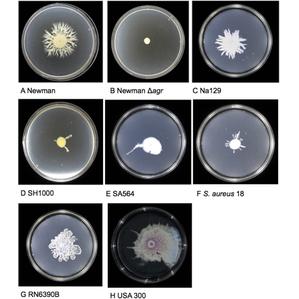 A Newman
B Newman Δagr
C Na129
D SH1000
E SA564
F S. aureus 18
G RN6390B
H USA 300